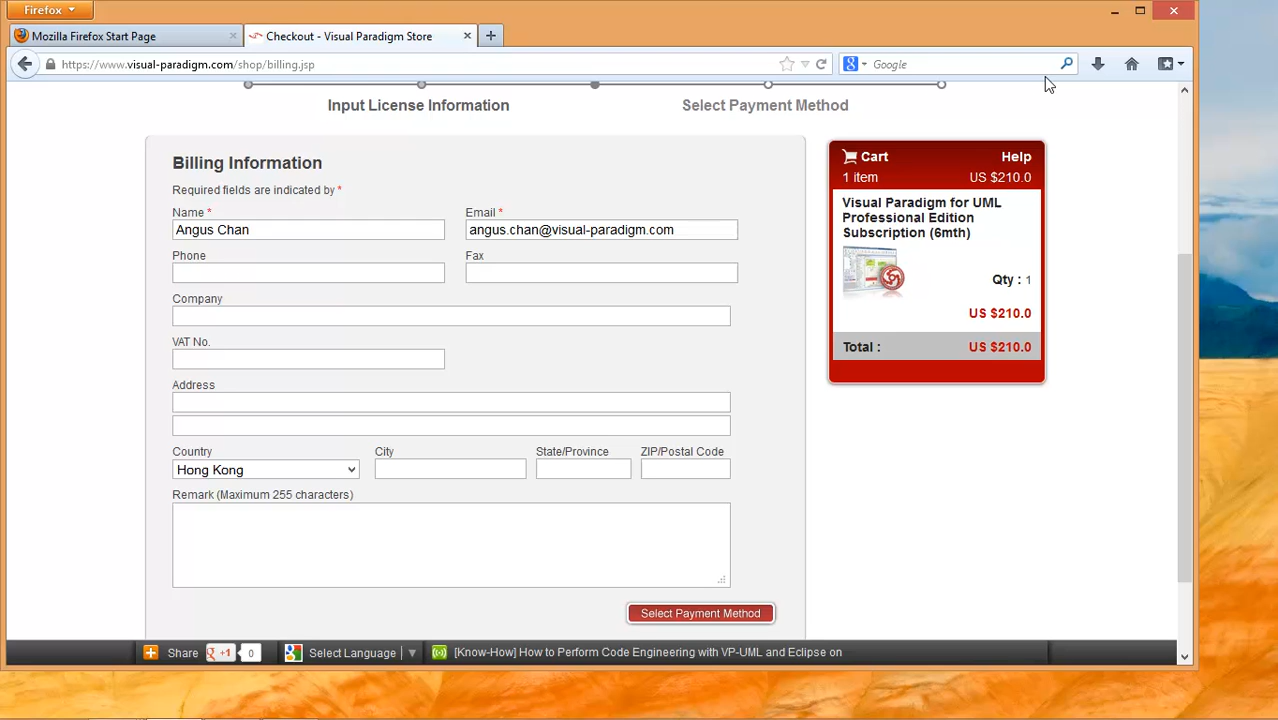 Firefox
Mozilla Firefox Start Page
Checkout - Visual Paradigm Store
https://www.visual-paradigm.com/shop/billing.jsp
Google
Input License Information
Select Payment Method
Billing Information
Required fields are indicated by *
Name *
Email *
Angus Chan
angus.chan@visual-paradigm.com
Phone
Fax
Company
VAT No.
Address
Country
City
State/Province
ZIP/Postal Code
Hong Kong
Remark (Maximum 255 characters)
Select Payment Method
Cart
Help
1 item
US $210.0
Visual Paradigm for UML
Professional Edition
Subscription (6mth)
Qty : 1
US $210.0
Total :
US $210.0
Share
+1
0
Select Language
[Know-How] How to Perform Code Engineering with VP-UML and Eclipse on